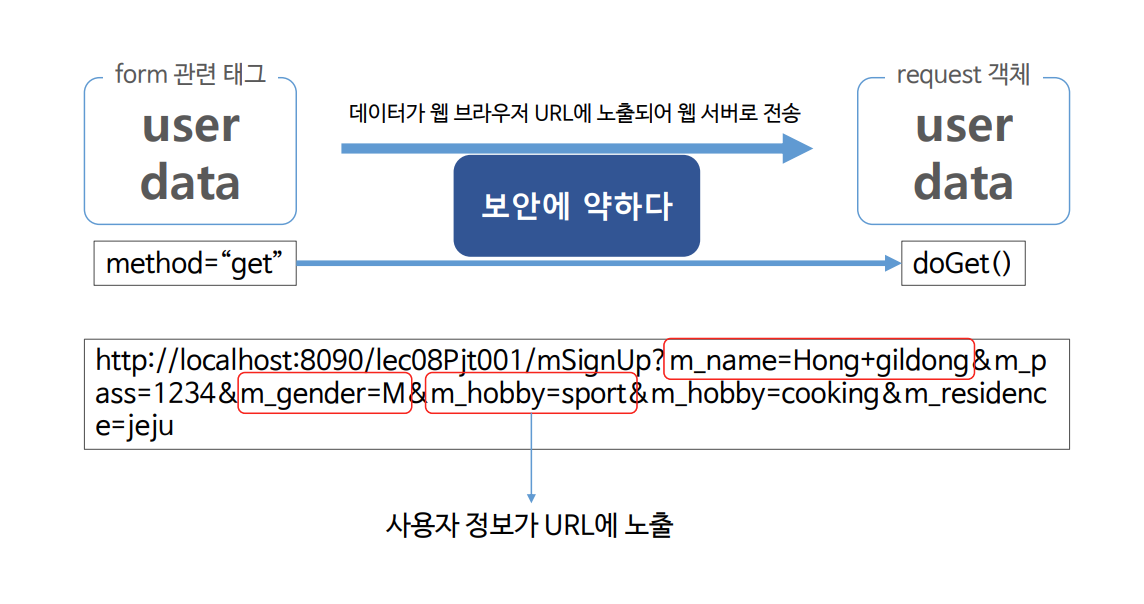 form 관련 태그
user
data
데이터가 웹 브라우저 URL에 노출되어 웹 서버로 전송
보안에 약하다
request 객체
user
data
method=“get”
doGet()
http://localhost:8090/lec08Pjt001/mSignUp?m_name=Hong+gildong&m_p
ass=1234&m_gender=M&m_hobby=sport&m_hobby=cooking&m_residenc
e=jeju
사용자 정보가 URL에 노출